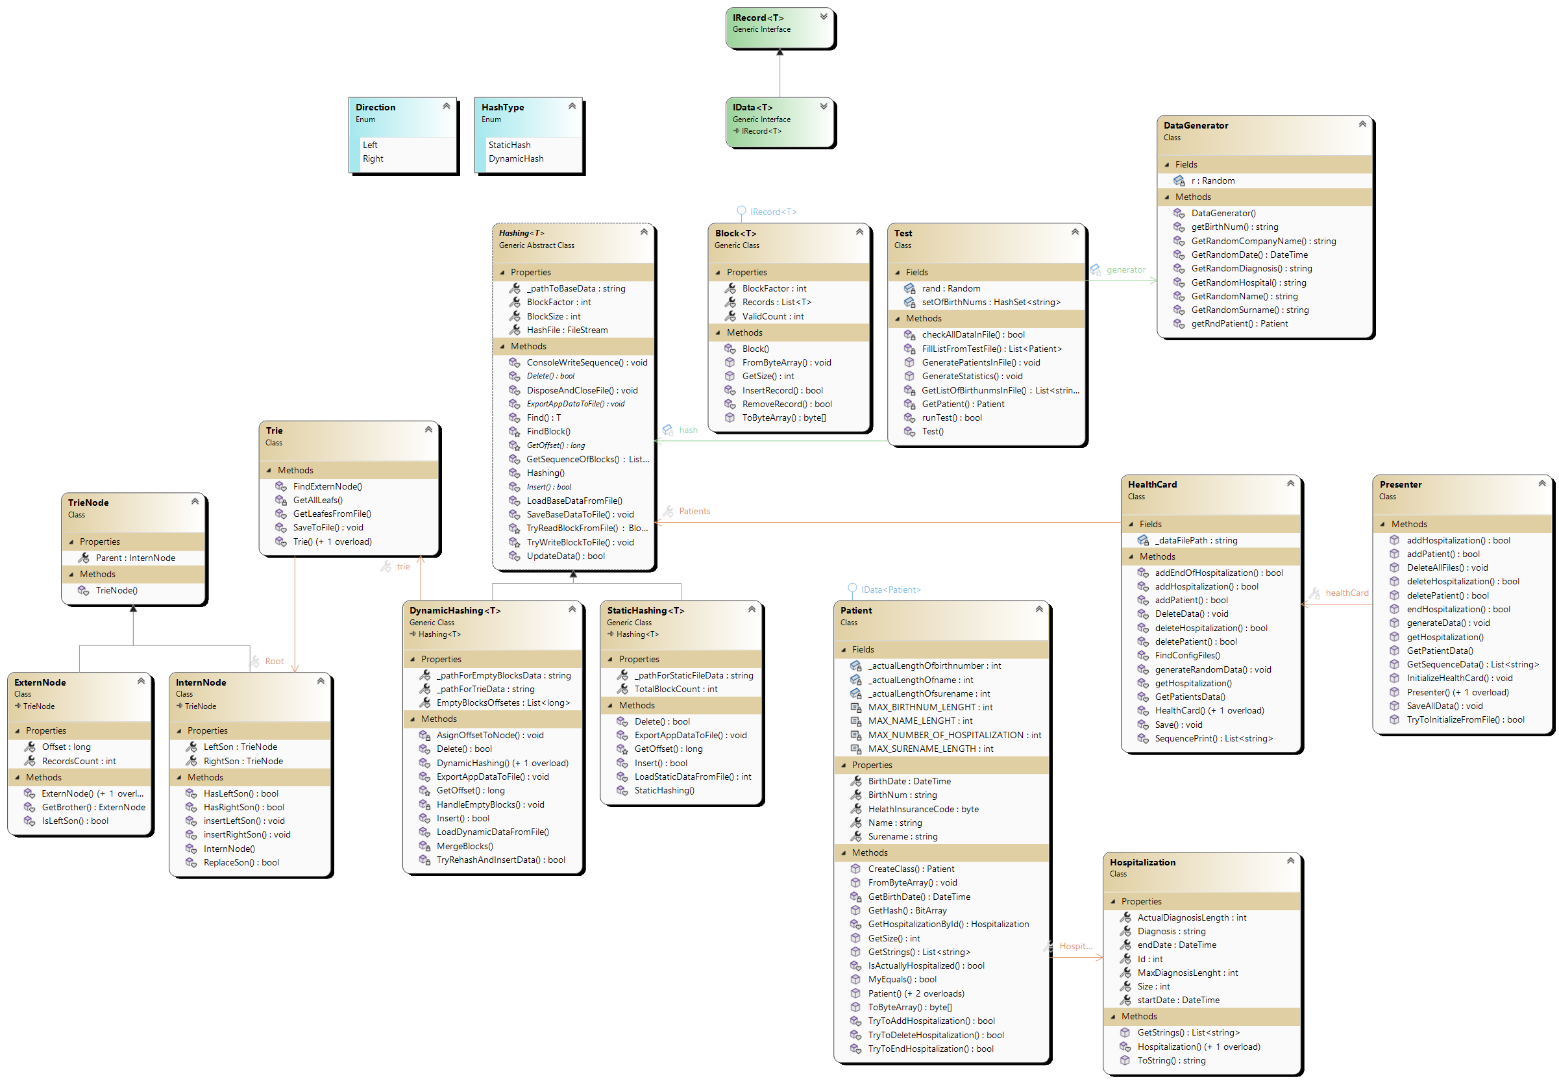 IRecord<T>
Generic Interface
IData<T>
Generic Interface
IRecord<T>
Direction
Enum
Left
Right
HashType
Enum
StaticHash
DynamicHash
DataGenerator
Class
Fields
r : Random
Methods
DataGenerator()
getBirthNum() : string
GetRandomCompanyName() : string
GetRandomDate() : DateTime
GetRandomDiagnosis() : string
GetRandomHospital() : string
GetRandomName() : string
GetRandomSurname() : string
getRndPatient() : Patient
Hashing<T>
Generic Abstract Class
Properties
_pathToBaseData : string
BlockFactor : int
BlockSize : int
HashFile : FileStream
Methods
ConsoleWriteSequence() : void
Delete() : bool
DisposeAndCloseFile() : void
ExportAppDataToFile() : void
Find() : T
FindBlock()
GetOffset() : long
GetSequenceOfBlocks() : List...
Hashing()
Insert() : bool
LoadBaseDataFromFile()
SaveBaseDataToFile() : void
TryReadBlockFromFile() : Blo...
TryWriteBlockToFile() : void
UpdateData() : bool
IRecord<T>
Block<T>
Generic Class
Properties
BlockFactor : int
Records : List<T>
ValidCount : int
Methods
Block()
FromByteArray() : void
GetSize() : int
InsertRecord() : bool
RemoveRecord() : bool
ToByteArray() : byte[]
Test
Class
Fields
rand : Random
setOfBirthNums : HashSet<string>
Methods
checkAllDataInFile() : bool
FillListFromTestFile() : List<Patient>
GeneratePatientsInFile() : void
GenerateStatistics() : void
GetListOfBirthunmsInFile() : List<strin...
GetPatient() : Patient
runTest() : bool
Test()
generator
hash
Patients
Trie
Class
Methods
FindExternNode()
GetAllLeafs()
GetLeafesFromFile()
SaveToFile() : void
Trie() (+ 1 overload)
TrieNode
Class
Properties
Parent : InternNode
Methods
TrieNode()
trie
Root
ExternNode
Class
TrieNode
Properties
Offset : long
RecordsCount : int
Methods
ExternNode() (+ 1 overl...
GetBrother() : ExternNode
IsLeftSon() : bool
InternNode
Class
TrieNode
Properties
LeftSon : TrieNode
RightSon : TrieNode
Methods
HasLeftSon() : bool
HasRightSon() : bool
insertLeftSon() : void
insertRightSon() : void
InternNode()
ReplaceSon() : bool
DynamicHashing<T>
Generic Class
Hashing<T>
Properties
_pathForEmptyBlocksData : string
_pathForTrieData : string
EmptyBlocksOffsetes : List<long>
Methods
AsignOffsetToNode() : void
Delete() : bool
DynamicHashing() (+ 1 overload)
ExportAppDataToFile() : void
GetOffset() : long
HandleEmptyBlocks() : void
Insert() : bool
LoadDynamicDataFromFile()
MergeBlocks()
TryRehashAndInsertData() : bool
StaticHashing<T>
Generic Class
Hashing<T>
Properties
_pathForStaticFileData : string
TotalBlockCount : int
Methods
Delete() : bool
ExportAppDataToFile() : void
GetOffset() : long
Insert() : bool
LoadStaticDataFromFile() : int
StaticHashing()
IData<Patient>
Patient
Class
Fields
_actualLengthOfbirthnumber : int
_actualLengthOfname : int
_actualLengthOfsurename : int
MAX_BIRTHNUM_LENGHT : int
MAX_NAME_LENGHT : int
MAX_NUMBER_OF_HOSPITALIZATION : int
MAX_SURENAME_LENGTH : int
Properties
BirthDate : DateTime
BirthNum : string
HelathInsuranceCode : byte
Name : string
Surename : string
Methods
CreateClass() : Patient
FromByteArray() : void
GetBirthDate() : DateTime
GetHash() : BitArray
GetHospitalizationById() : Hospitalization
GetSize() : int
GetStrings() : List<string>
IsActuallyHospitalized() : bool
MyEquals() : bool
Patient() (+ 2 overloads)
ToByteArray() : byte[]
TryToAddHospitalization() : bool
TryToDeleteHospitalization() : bool
TryToEndHospitalization() : bool
HealthCard
Class
Fields
_dataFilePath : string
Methods
addEndOfHospitalization() : bool
addHospitalization() : bool
addPatient() : bool
DeleteData() : void
deleteHospitalization() : bool
deletePatient() : bool
FindConfigFiles()
generateRandomData() : void
getHospitalization()
GetPatientsData()
HealthCard() (+ 1 overload)
Save() : void
SequencePrint() : List<string>
healthCard
Presenter
Class
Methods
addHospitalization() : bool
addPatient() : bool
DeleteAllFiles() : void
deleteHospitalization() : bool
deletePatient() : bool
endHospitalization() : bool
generateData() : void
getHospitalization()
GetPatientData()
GetSequenceData() : List<string>
InitializeHealthCard() : void
Presenter() (+ 1 overload)
SaveAllData() : void
TryToInitializeFromFile() : bool
Hospit...
Hospitalization
Class
Properties
ActualDiagnosisLength : int
Diagnosis : string
endDate : DateTime
Id : int
MaxDiagnosisLenght : int
Size : int
startDate : DateTime
Methods
GetStrings() : List<string>
Hospitalization() (+ 1 overload)
ToString() : string